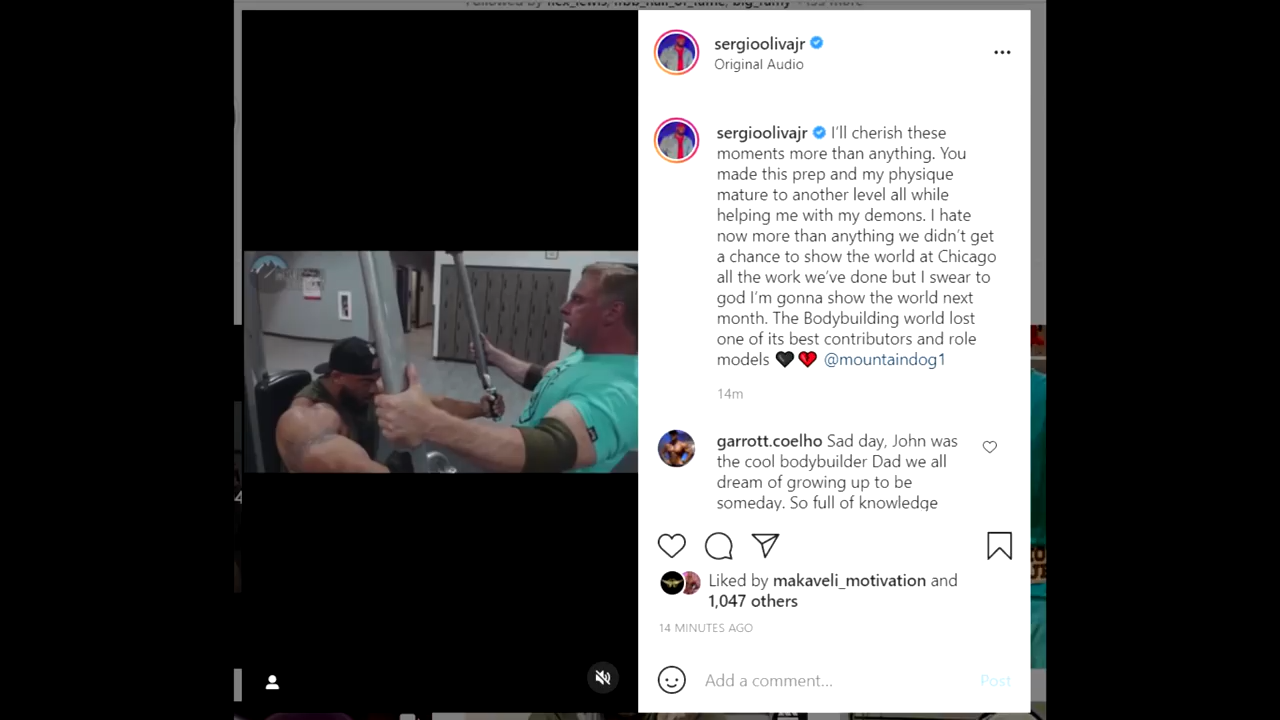 sergioolivajr
Original Audio
sergioolivajr I'll cherish these
moments more than anything. You
made this prep and my physique
mature to another level all while
helping me with my demons. I hate
now more than anything we didn't get
a chance to show the world at Chicago
all the work we've done but I swear to
god I'm gonna show the world next
month. The Bodybuilding world lost
one of its best contributors and role
models 🖤💔 @mountaindog1
14m
garrott.coelho Sad day, John was
the cool bodybuilder Dad we all
dream of growing up to be
someday. So full of knowledge
Liked by makaveli_motivation and
1,047 others
14 MINUTES AGO
Add a comment...
Post